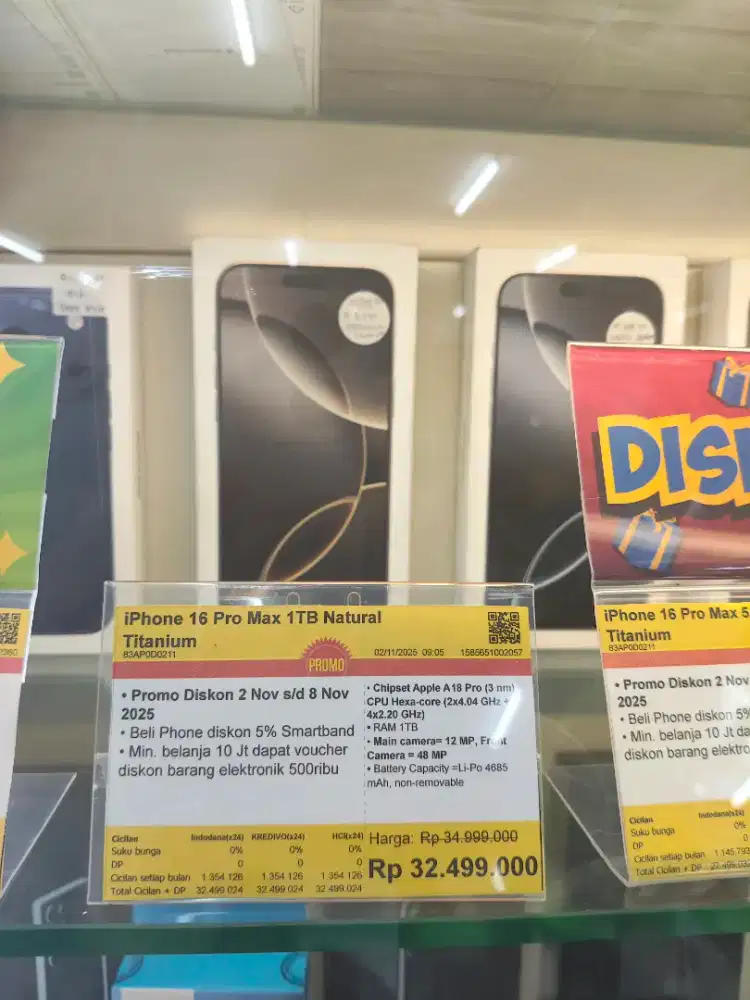 iPhone 16 Pro Max 1TB Natural
Titanium
83AP0D0211
PROMO
02/11/2025 09:05
1585651002057
• Promo Diskon 2 Nov s/d 8 Nov
2025
• Beli Phone diskon 5% Smartband
• Min. belanja 10 Jt dapat voucher
diskon barang elektronik 500ribu
• Chipset Apple A18 Pro (3 nm)
CPU Hexa-core (2x4.04 GHz +
4x2.20 GHz)
• RAM 1TB
• Main camera= 12 MP, Front
Camera = 48 MP
• Battery Capacity =Li-Po 4685
mAh, non-removable
Cicilan Indodana(x24) KREDIVO(x24) HCI(x24)
Suku bunga 0% 0% 0%
DP 0 0 0
Cicilan setiap bulan 1.354.126 1.354.126 1.354.126
Total Cicilan + DP 32.499.024 32.499.024 32.499.024
Harga: Rp 34.999.000
Rp 32.499.000
DIS
iPhone 16 Pro Max 5
Titanium
83AP0D0211
• Promo Diskon 2 Nov
2025
• Beli Phone diskon 5%
• Min. belanja 10 Jt da
diskon barang elektro
Cicilan Indodana(x24)
Suku bunga 0%
DP 0
Cicilan setiap bulan 1.145.793
Total Cicilan + DP